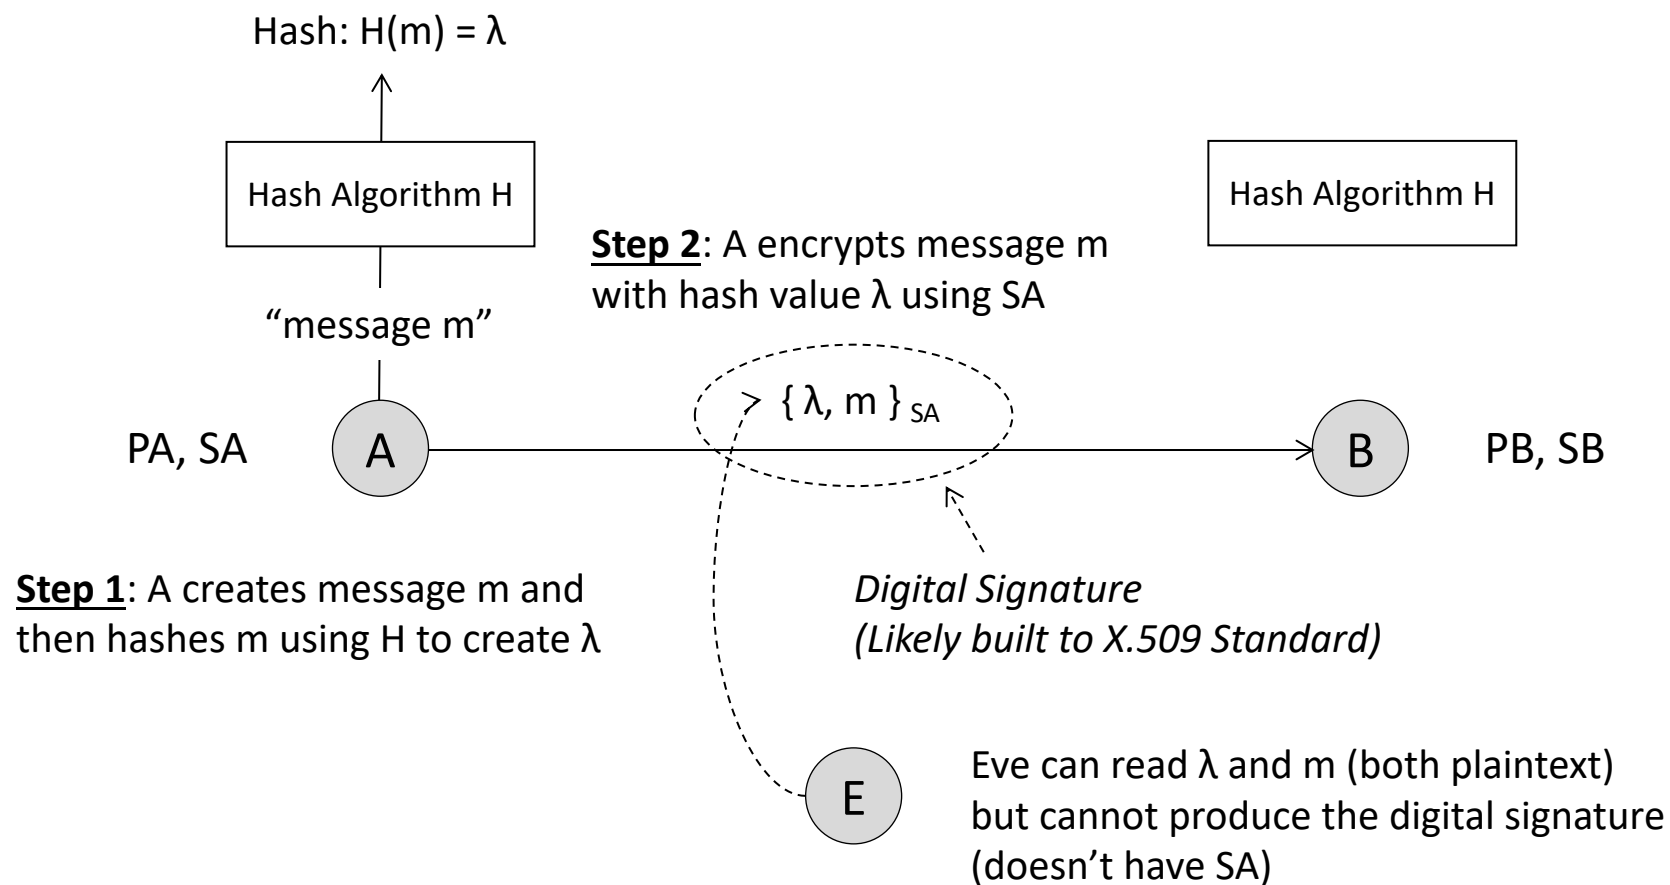 Hash: H(m) = λ
Hash Algorithm H
Hash Algorithm H
Step 2: A encrypts message m
with hash value λ using SA
“message m”
{ λ, m } SA
PA, SA
A
B
PB, SB
Step 1: A creates message m and
then hashes m using H to create λ
Digital Signature
(Likely built to X.509 Standard)
E
Eve can read λ and m (both plaintext)
but cannot produce the digital signature
(doesn’t have SA)